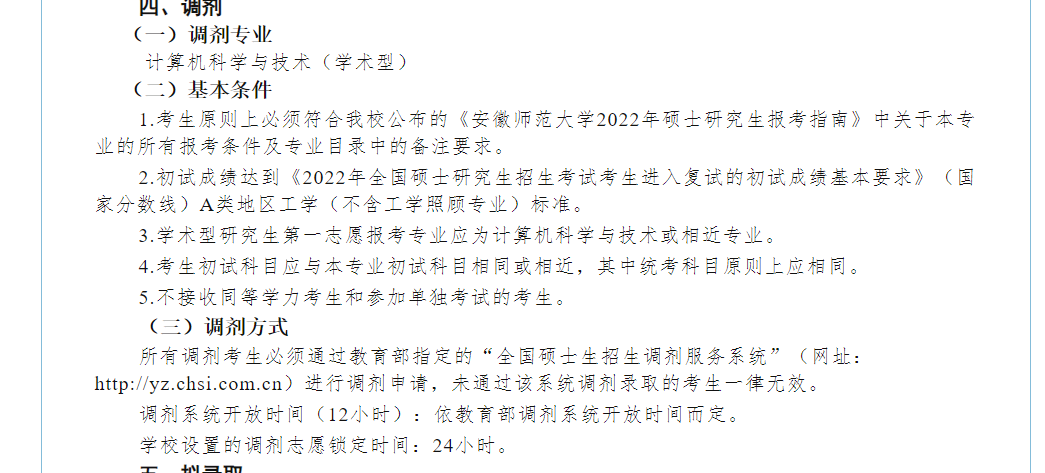 四、调剂
（一）调剂专业
计算机科学与技术（学术型）
（二）基本条件
1.考生原则上必须符合我校公布的《安徽师范大学2022年硕士研究生报考指南》中关于本专
业的所有报考条件及专业目录中的备注要求。
2.初试成绩达到《2022年全国硕士研究生招生考试考生进入复试的初试成绩基本要求》（国
家分数线）A类地区工学（不含工学照顾专业）标准。
3.学术型研究生第一志愿报考专业应为计算机科学与技术或相近专业。
4.考生初试科目应与本专业初试科目相同或相近，其中统考科目原则上应相同。
5.不接收同等学力考生和参加单独考试的考生。
（三）调剂方式
所有调剂考生必须通过教育部指定的“全国硕士生招生调剂服务系统”（网址：
http://yz.chsi.com.cn）进行调剂申请，未通过该系统调剂录取的考生一律无效。
调剂系统开放时间（12小时）：依教育部调剂系统开放时间而定。
学校设置的调剂志愿锁定时间：24小时。
五、拟录取